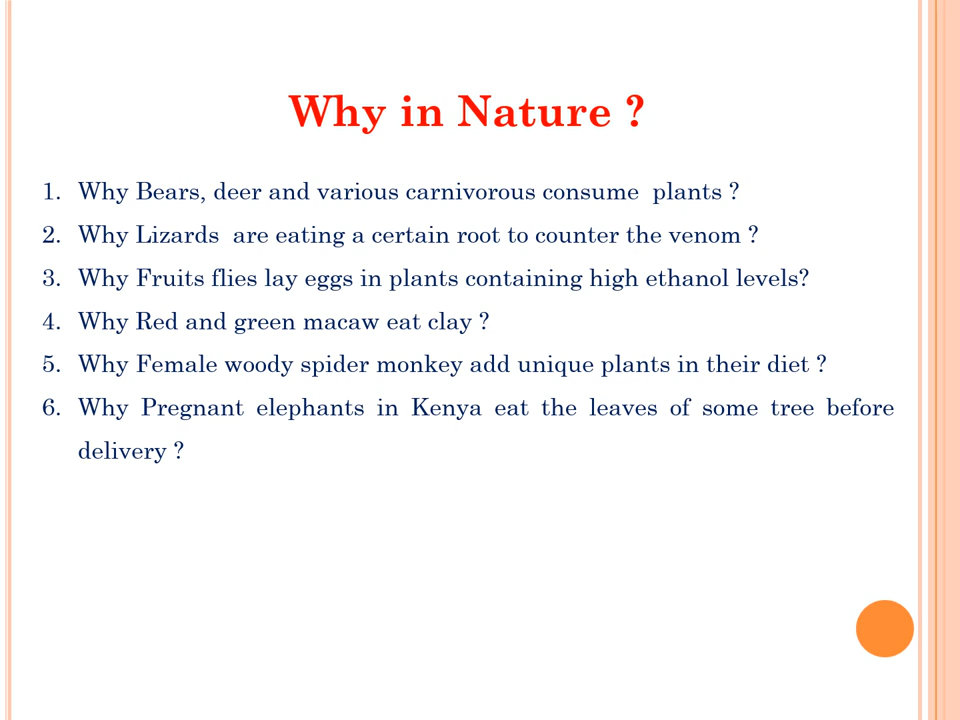 Why in Nature ?
1. Why Bears, deer and various carnivorous consume plants ?
2. Why Lizards are eating a certain root to counter the venom ?
3. Why Fruits flies lay eggs in plants containing high ethanol levels?
4. Why Red and green macaw eat clay ?
5. Why Female woody spider monkey add unique plants in their diet ?
6. Why Pregnant elephants in Kenya eat the leaves of some tree before
delivery ?